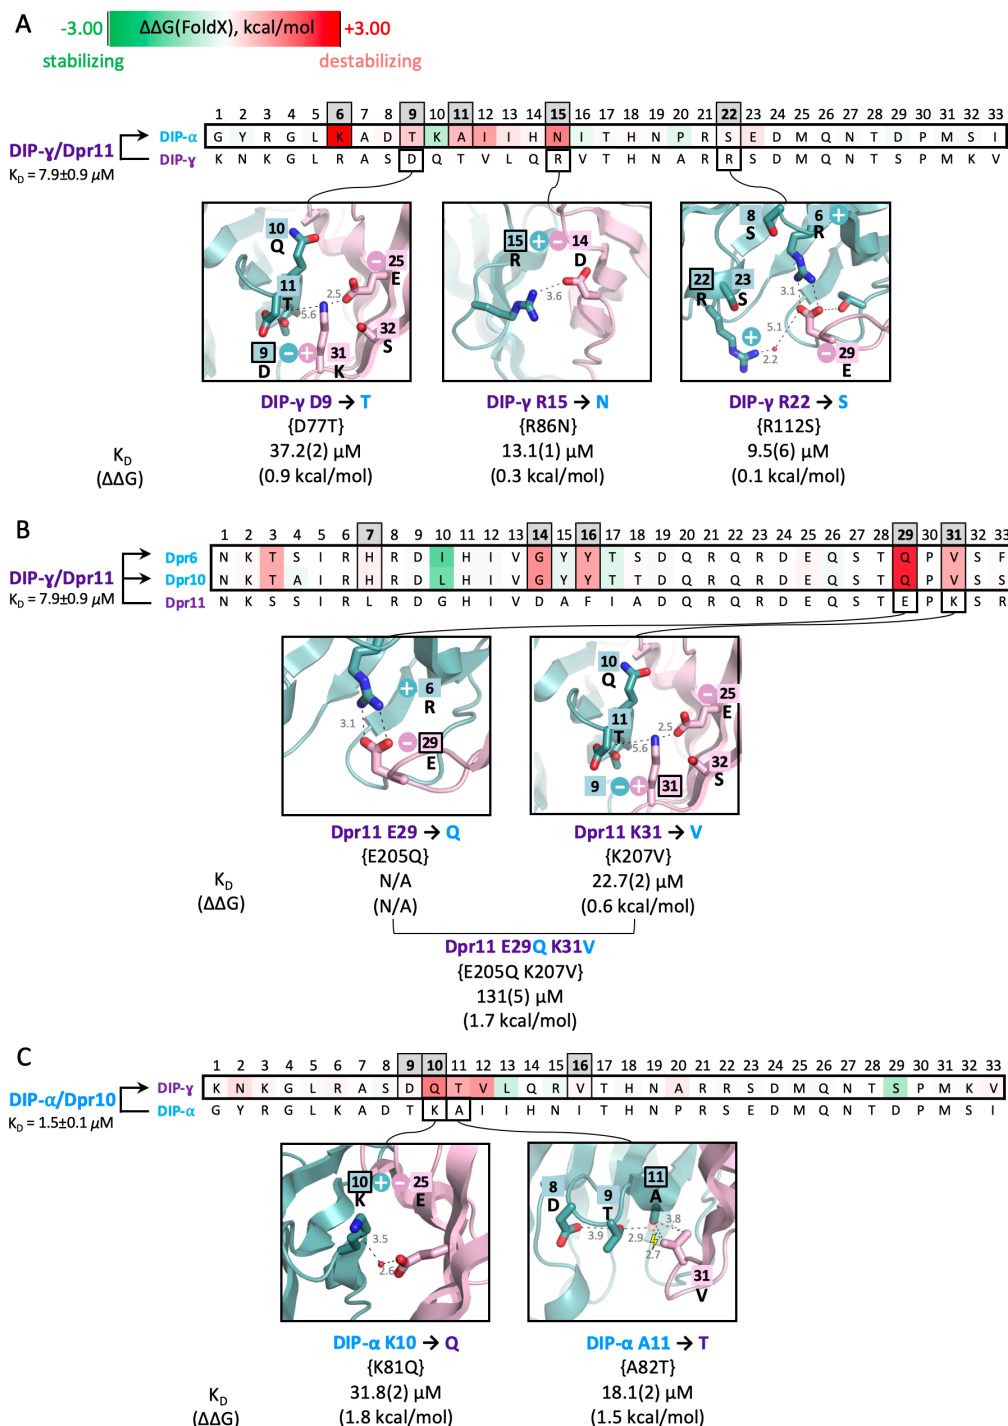 A
-3.00 ΔΔG(FoldX), kcal/mol +3.00
stabilizing destabilizing
1 2 3 4 5 6 7 8 9 10 11 12 13 14 15 16 17 18 19 20 21 22 23 24 25 26 27 28 29 30 31 32 33
DIP-α G Y R G L K A D T K A I I H N I T H N P R S E D M Q N T D P M S I
DIP-γ/Dpr11
DIP-γ K N K G L R A S D Q T V L Q R V T H N A R R S D M Q N T S P M K V
K_D = 7.9±0.9 μM
10 Q 25 E 11 T 2.5 5.6 32 S 9 D 31 K
15 R 14 D 3.6
8 S 6 R 22 R 23 S 3.1 5.1 2.2 29 E
DIP-γ D9 → T DIP-γ R15 → N DIP-γ R22 → S
{D77T} {R86N} {R112S}
K_D 37.2(2) μM 13.1(1) μM 9.5(6) μM
(ΔΔG) (0.9 kcal/mol) (0.3 kcal/mol) (0.1 kcal/mol)
B
1 2 3 4 5 6 7 8 9 10 11 12 13 14 15 16 17 18 19 20 21 22 23 24 25 26 27 28 29 30 31 32 33
Dpr6 N K T S I R H R D I H I V G Y Y T S D Q R Q R D E Q S T Q P V S F
DIP-γ/Dpr11
Dpr10 N K T A I R H R D L H I V G Y Y T T D Q R Q R D E Q S T Q P V S S
K_D = 7.9±0.9 μM
Dpr11 N K S S I R L R D G H I V D A F I A D Q R Q R D E Q S T E P K S R
6 R 3.1 29 E
10 Q 25 E 11 T 2.5 5.6 32 S 9 31
Dpr11 E29 → Q Dpr11 K31 → V
{E205Q} {K207V}
K_D N/A 22.7(2) μM
(ΔΔG) (N/A) (0.6 kcal/mol)
Dpr11 E29Q K31V
{E205Q K207V}
131(5) μM
(1.7 kcal/mol)
C
1 2 3 4 5 6 7 8 9 10 11 12 13 14 15 16 17 18 19 20 21 22 23 24 25 26 27 28 29 30 31 32 33
DIP-γ K N K G L R A S D Q T V L Q R V T H N A R R S D M Q N T S P M K V
DIP-α/Dpr10
DIP-α G Y R G L K A D T K A I I H N I T H N P R S E D M Q N T D P M S I
K_D = 1.5±0.1 μM
10 K 25 E 3.5 2.6
8 D 9 T 11 A 3.9 2.9 3.8 2.7 31 V
DIP-α K10 → Q DIP-α A11 → T
{K81Q} {A82T}
K_D 31.8(2) μM 18.1(2) μM
(ΔΔG) (1.8 kcal/mol) (1.5 kcal/mol)